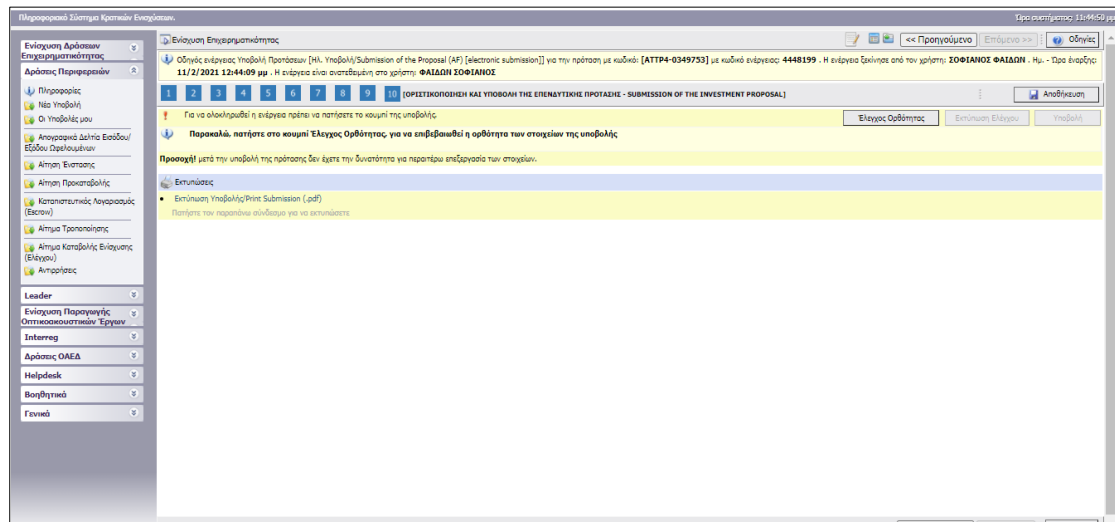 Πληροφοριακό Σύστημα Κρατικών Ενισχύσεων.
Ώρα συστήματος: 11:44:50 μμ
Ενίσχυση Δράσεων Επιχειρηματικότητας
Δράσεις Περιφερειών
Πληροφορίες
Νέα Υποβολή
Οι Υποβολές μου
Απογραφικά Δελτία Εισόδου/
Εξόδου Ωφελουμένων
Αίτηση Ένστασης
Αίτηση Προκαταβολής
Καταπιστευτικός Λογαριασμός
(Escrow)
Αίτημα Τροποποίησης
Αίτημα Καταβολής Ενίσχυσης
(Ελέγχου)
Αντιρρήσεις
Leader
Ενίσχυση Παραγωγής
Οπτικοακουστικών Έργων
Interreg
Δράσεις ΟΑΕΔ
Helpdesk
Βοηθητικά
Γενικά
Ενίσχυση Επιχειρηματικότητας
<< Προηγούμενο Επόμενο >> Οδηγίες
Οδηγός ενέργειας Υποβολή Προτάσεων [Ηλ. Υποβολή/Submission of the Proposal (AF) [electronic submission]] για την πρόταση με κωδικό: [ATTP4-0349753] με κωδικό ενέργειας: 4448199 . Η ενέργεια ξεκίνησε από τον χρήστη: ΣΟΦΙΑΝΟΣ ΦΑΙΔΩΝ . Ημ. - Ώρα έναρξης:
11/2/2021 12:44:09 μμ . Η ενέργεια είναι ανατεθειμένη στο χρήστη: ΦΑΙΔΩΝ ΣΟΦΙΑΝΟΣ
1 2 3 4 5 6 7 8 9 10 [ΟΡΙΣΤΙΚΟΠΟΙΗΣΗ ΚΑΙ ΥΠΟΒΟΛΗ ΤΗΣ ΕΠΕΝΔΥΤΙΚΗΣ ΠΡΟΤΑΣΗΣ - SUBMISSION OF THE INVESTMENT PROPOSAL] Αποθήκευση
Για να ολοκληρωθεί η ενέργεια πρέπει να πατήσετε το κουμπί της υποβολής.
Έλεγχος Ορθότητας Εκτύπωση Ελέγχου Υποβολή
Παρακαλώ, πατήστε στο κουμπί Έλεγχος Ορθότητας, για να επιβεβαιωθεί η ορθότητα των στοιχείων της υποβολής
Προσοχή! μετά την υποβολή της πρότασης δεν έχετε την δυνατότητα για περαιτέρω επεξεργασία των στοιχείων.
Εκτυπώσεις
Εκτύπωση Υποβολής/Print Submission (.pdf)
Πατήστε τον παραπάνω σύνδεσμο για να εκτυπώσετε